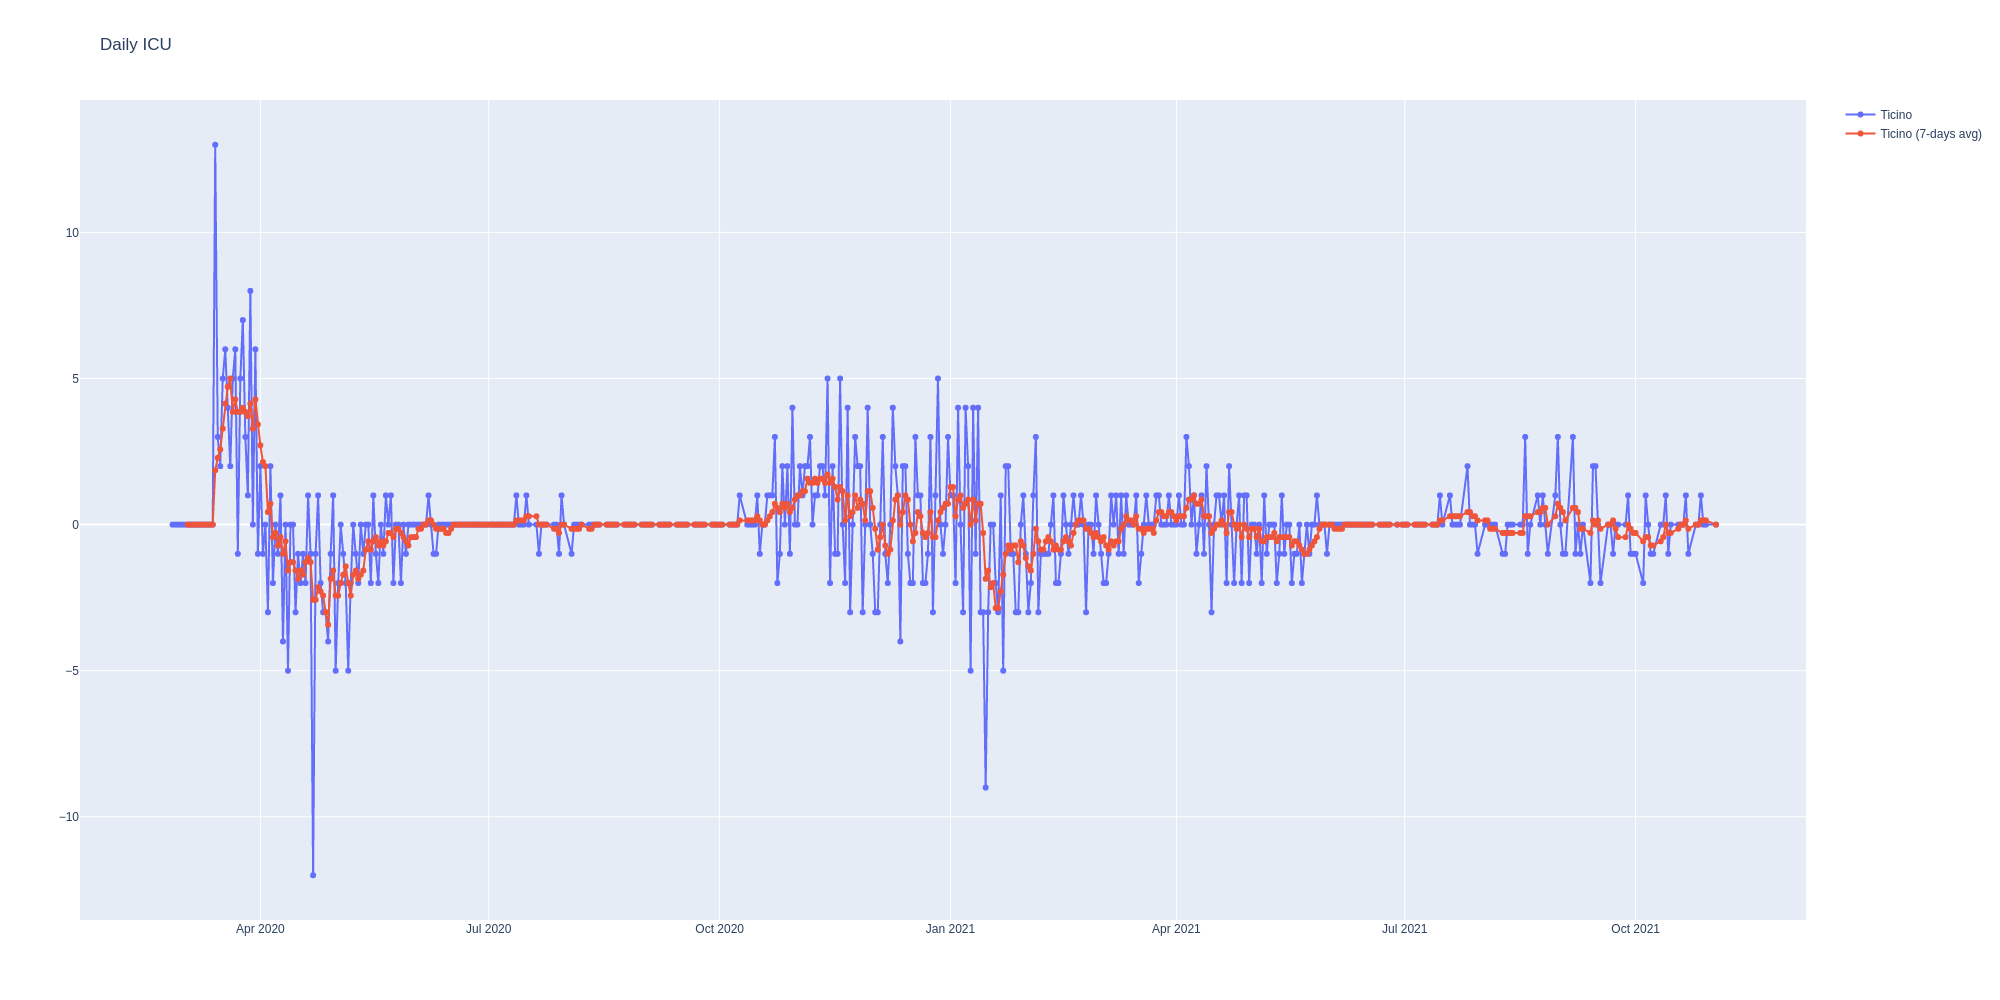 Daily ICU
Ticino
Ticino (7-days avg)
10
5
0
−5
−10
Apr 2020
Jul 2020
Oct 2020
Jan 2021
Apr 2021
Jul 2021
Oct 2021